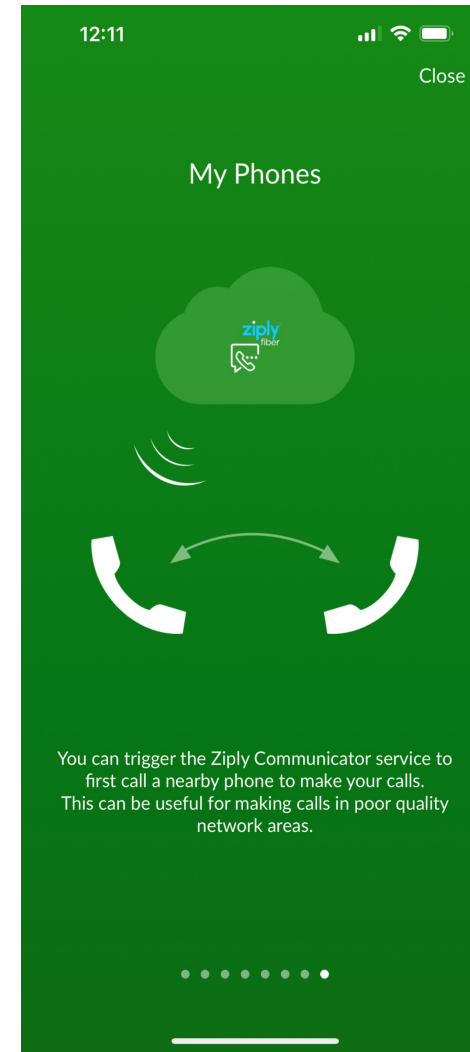 12:11
Close
My Phones
ziply
fiber
You can trigger the Ziply Communicator service to
first call a nearby phone to make your calls.
This can be useful for making calls in poor quality
network areas.